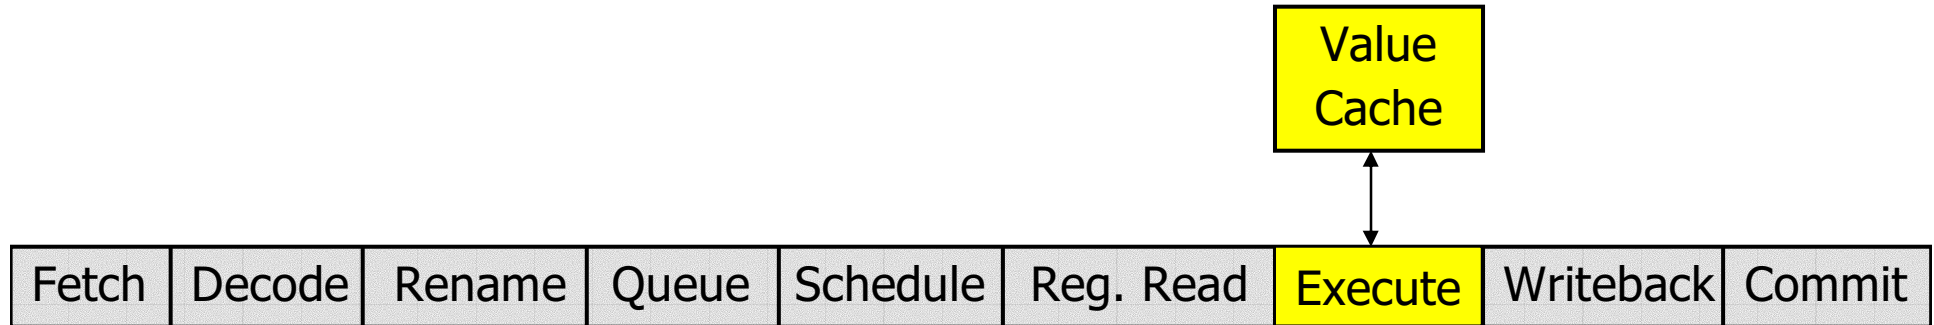 Value
Cache
Fetch Decode Rename Queue Schedule Reg. Read Execute Writeback Commit